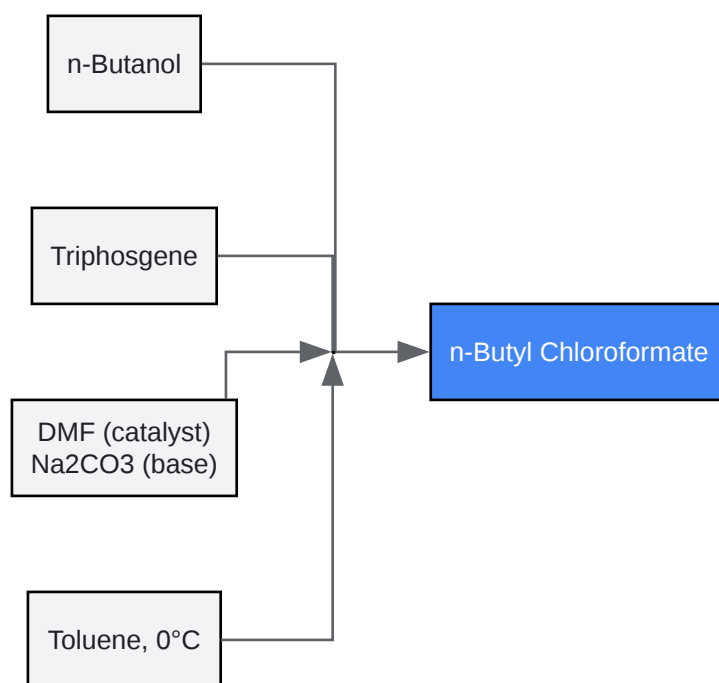 n-Butanol
Triphosgene
n-Butyl Chloroformate
DMF (catalyst)
Na2CO3 (base)
Toluene, 0°C